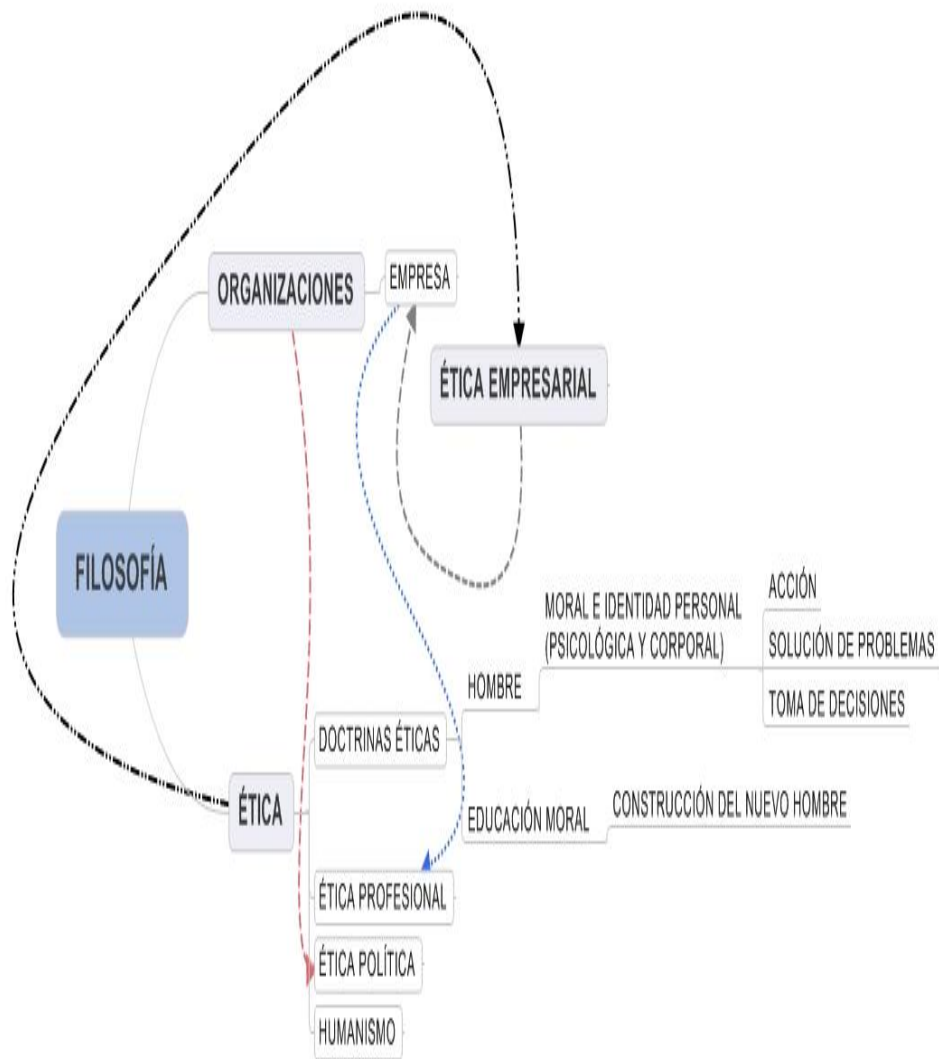 ORGANIZACIONES
EMPRESA
ÉTICA EMPRESARIAL
FILOSOFÍA
ÉTICA
DOCTRINAS ÉTICAS
HOMBRE
MORAL E IDENTIDAD PERSONAL
(PSICOLÓGICA Y CORPORAL)
ACCIÓN
SOLUCIÓN DE PROBLEMAS
TOMA DE DECISIONES
EDUCACIÓN MORAL
CONSTRUCCIÓN DEL NUEVO HOMBRE
ÉTICA PROFESIONAL
ÉTICA POLÍTICA
HUMANISMO